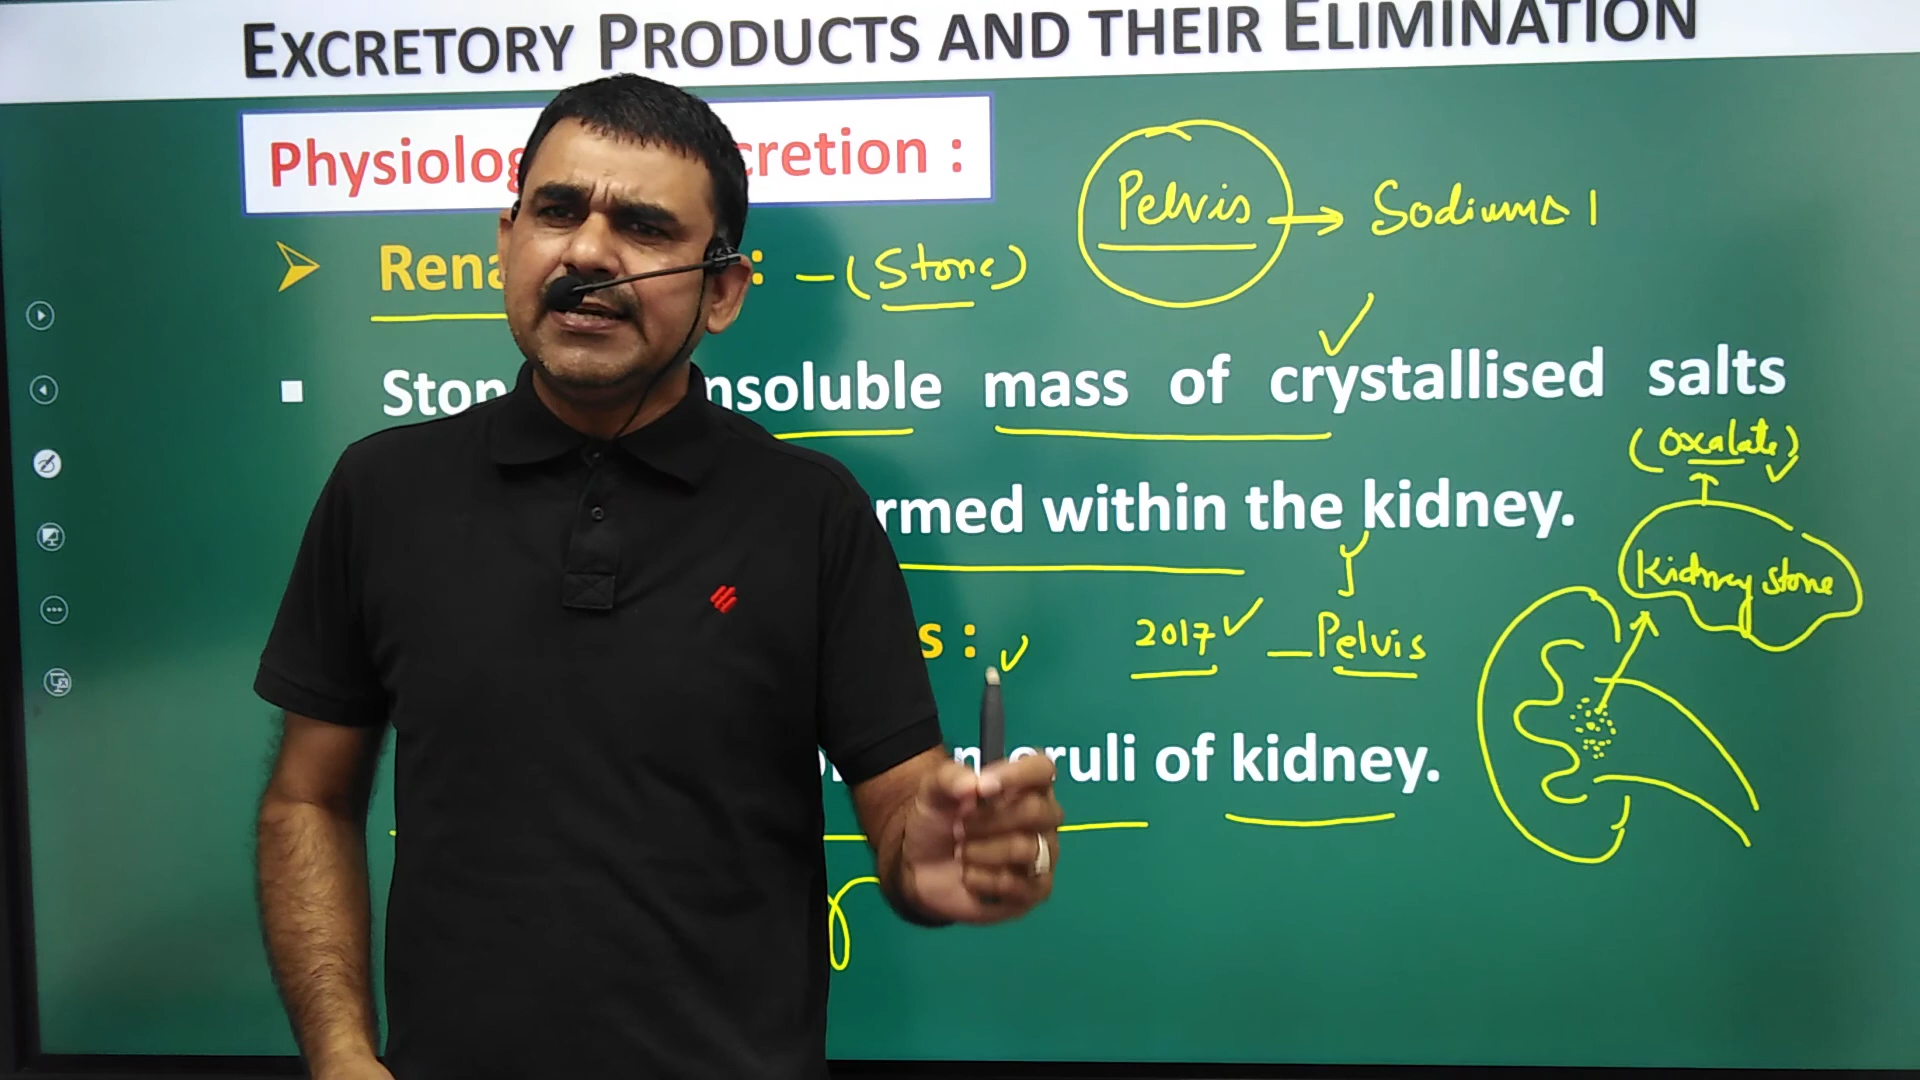 EXCRETORY PRODUCTS AND THEIR ELIMINATION
Physiolog cretion :
Pelvis → Sodium
Rena : - (Stone)
Ston nsoluble mass of crystallised salts
(oxalate)
rmed within the kidney.
Kidney stone
s : 2017 - Pelvis
eruli of kidney.